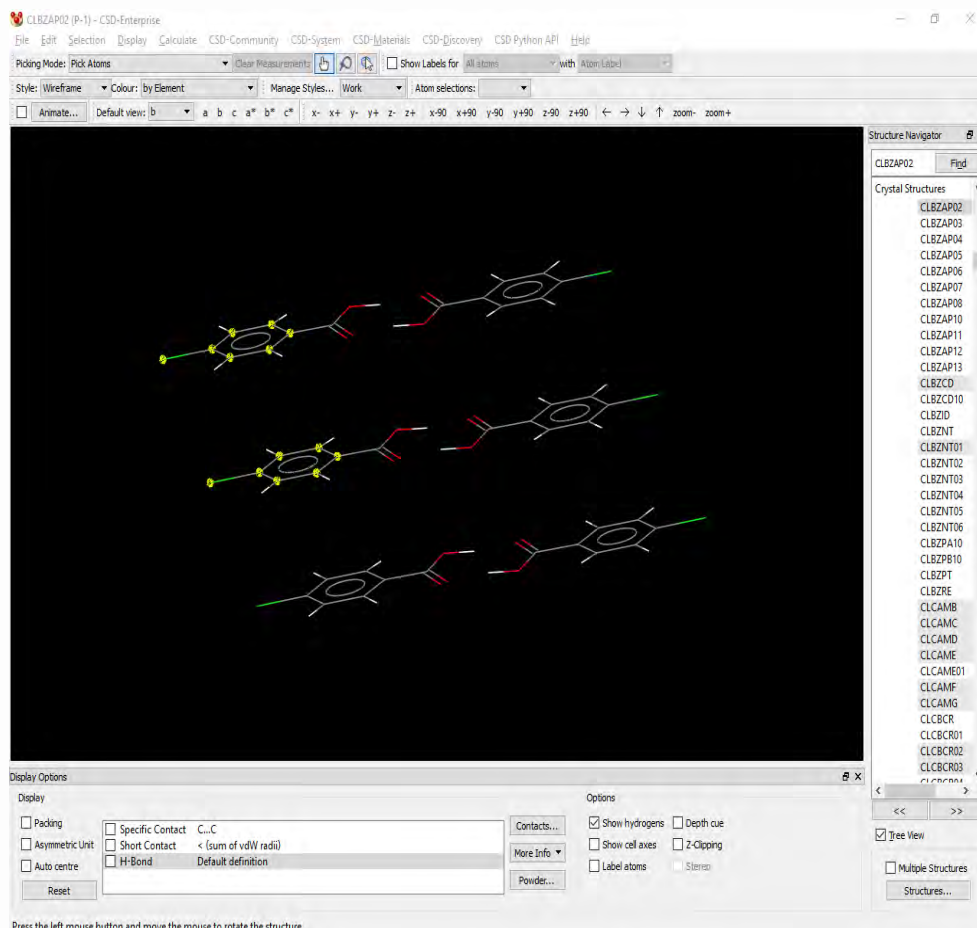 CLBZAP02 (P-1) - CSD-Enterprise
File Edit Selection Display Calculate CSD-Community CSD-System CSD-Materials CSD-Discovery CSD Python API Help
Picking Mode: Pick Atoms Clear Measurements Show Labels for All atoms with Atom Label
Style: Wireframe Colour: by Element Manage Styles... Work Atom selections:
Animate... Default view: b a b c a* b* c* x- x+ y- y+ z- z+ x-90 x+90 y-90 y+90 z-90 z+90 ← → ↓ ↑ zoom- zoom+
Structure Navigator
CLBZAP02 Find
Crystal Structures
CLBZAP02
CLBZAP03
CLBZAP04
CLBZAP05
CLBZAP06
CLBZAP07
CLBZAP08
CLBZAP10
CLBZAP11
CLBZAP12
CLBZAP13
CLBZCD
CLBZCD10
CLBZID
CLBZNT
CLBZNT01
CLBZNT02
CLBZNT03
CLBZNT04
CLBZNT05
CLBZNT06
CLBZPA10
CLBZPB10
CLBZPT
CLBZRE
CLCAMB
CLCAMC
CLCAMD
CLCAME
CLCAME01
CLCAMF
CLCAMG
CLCBCR
CLCBCR01
CLCBCR02
CLCBCR03
<< >>
Tree View
Multiple Structures
Structures...
Display Options
Display
Packing
Asymmetric Unit
Auto centre
Reset
Specific Contact C...C
Short Contact < (sum of vdW radii)
H-Bond Default definition
Contacts...
More Info
Powder...
Options
Show hydrogens Depth cue
Show cell axes Z-Clipping
Label atoms Stereo
Press the left mouse button and move the mouse to rotate the structure